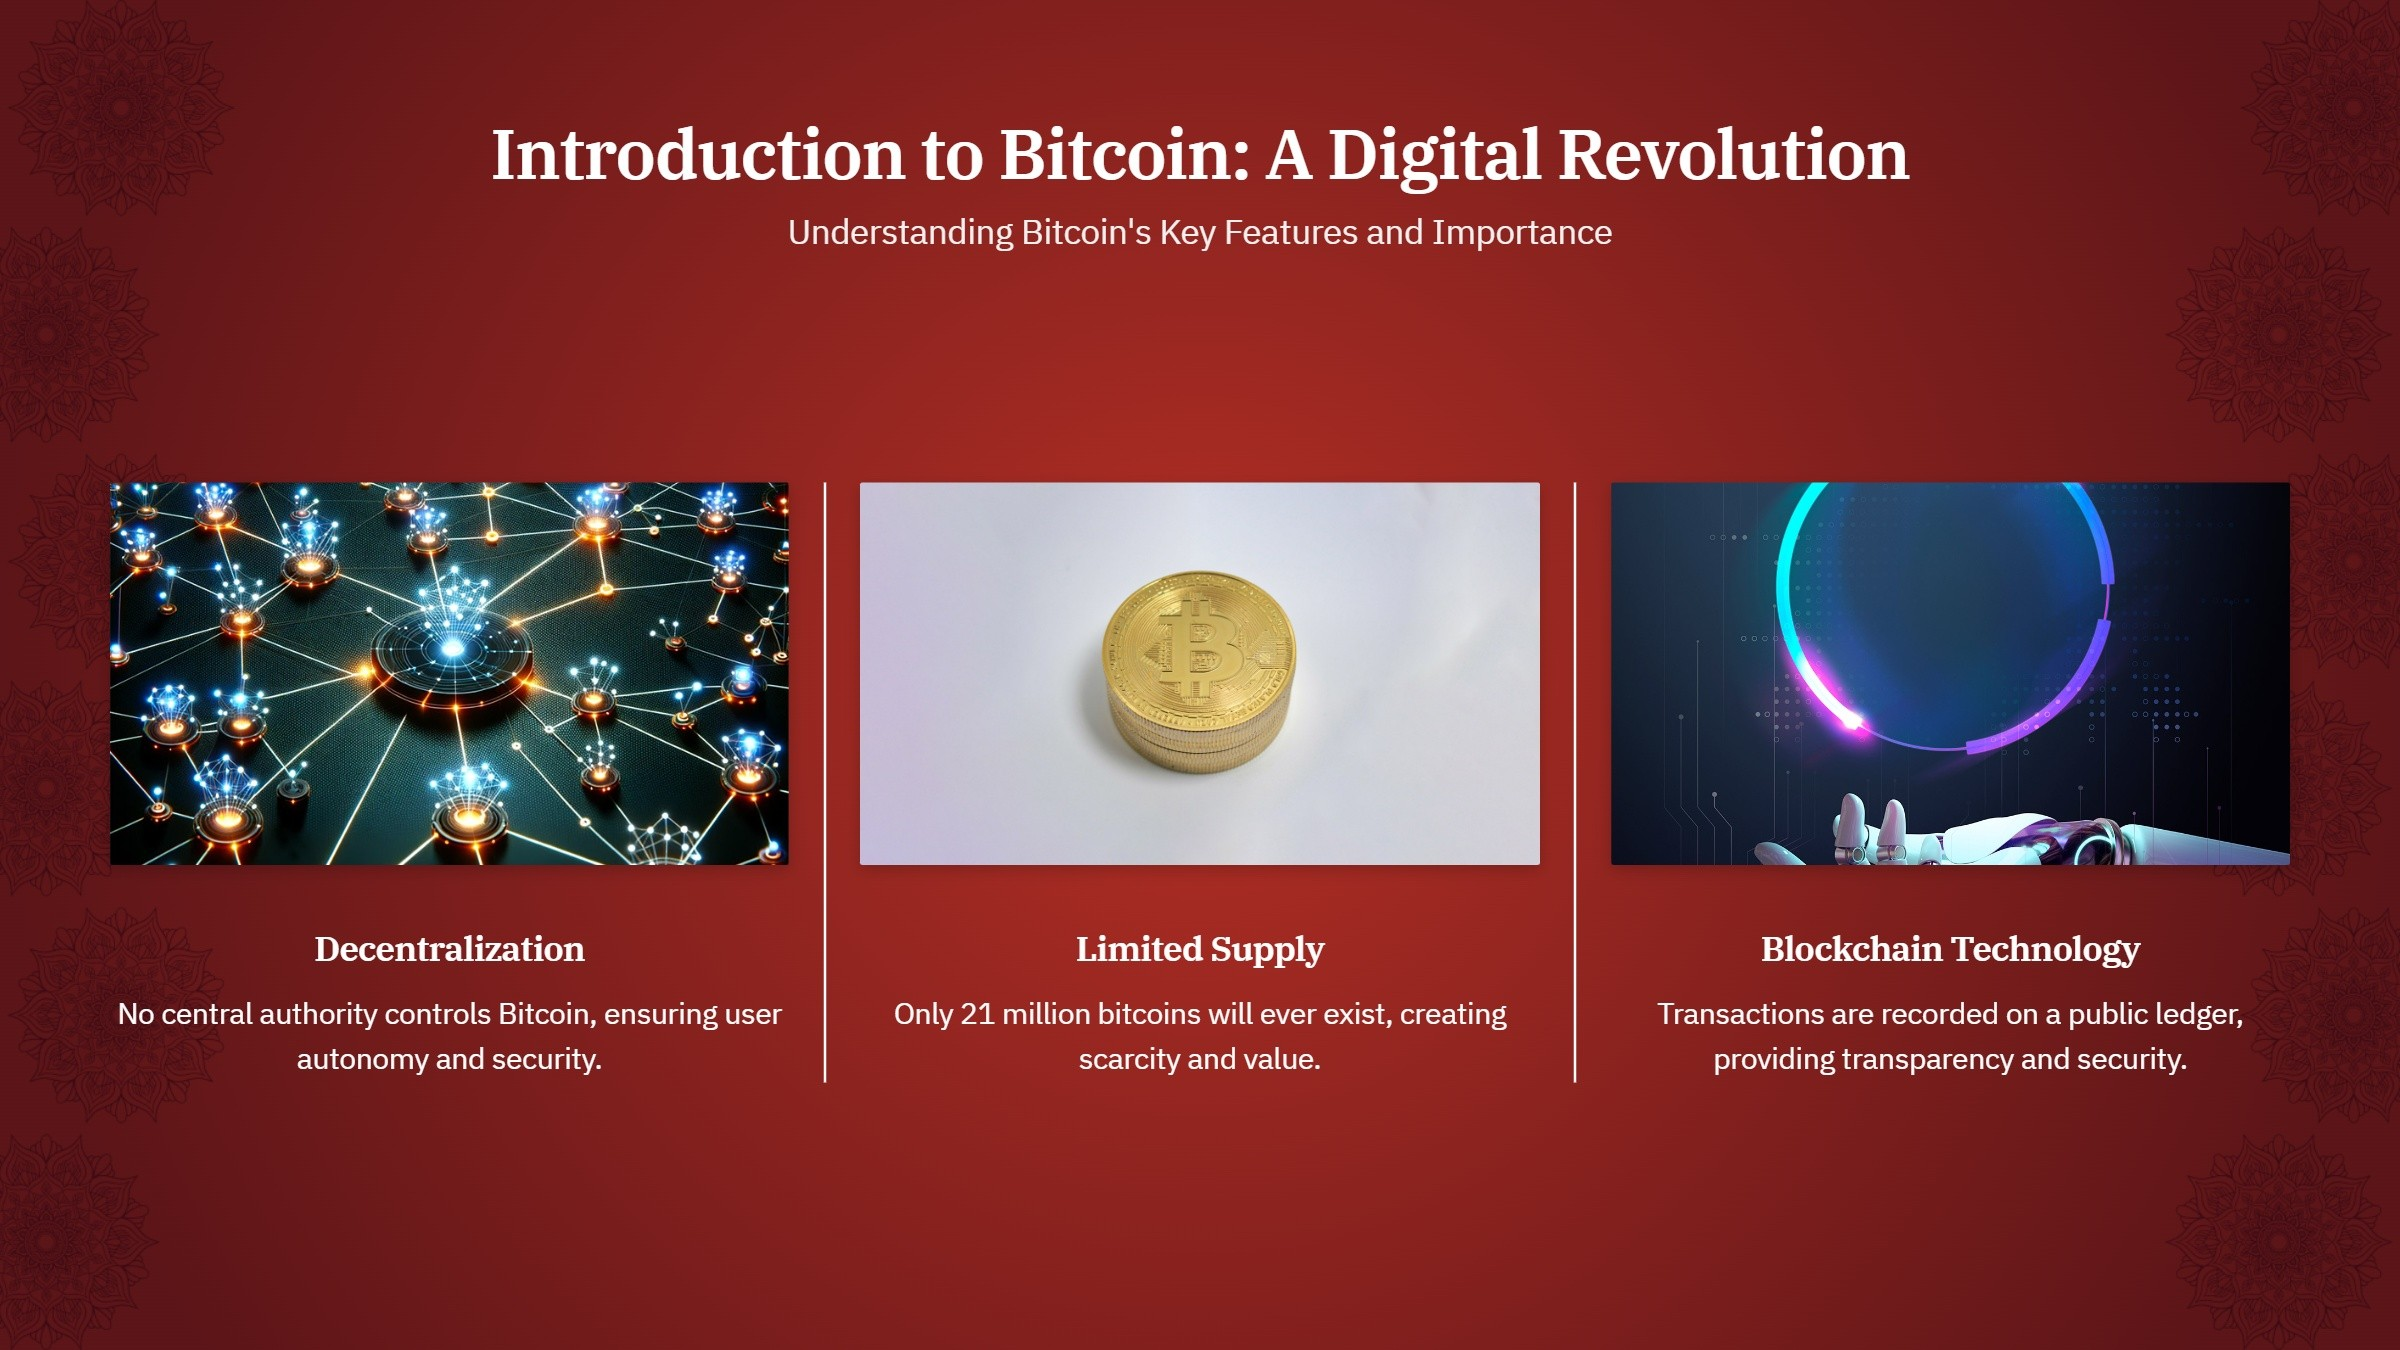 Introduction to Bitcoin: A Digital Revolution
Understanding Bitcoin's Key Features and Importance
Decentralization
No central authority controls Bitcoin, ensuring user
autonomy and security.
Limited Supply
Only 21 million bitcoins will ever exist, creating
scarcity and value.
Blockchain Technology
Transactions are recorded on a public ledger,
providing transparency and security.